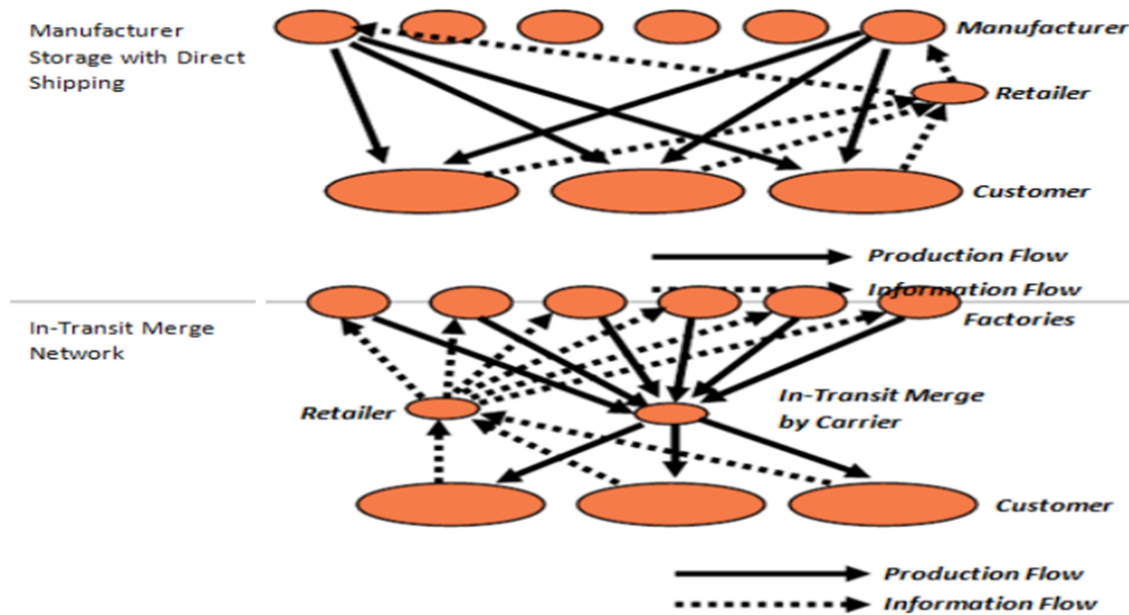 Manufacturer
Storage with Direct
Shipping
Manufacturer
Retailer
Customer
Production Flow
Information Flow
In-Transit Merge
Network
Factories
Retailer
In-Transit Merge
by Carrier
Customer
Production Flow
Information Flow